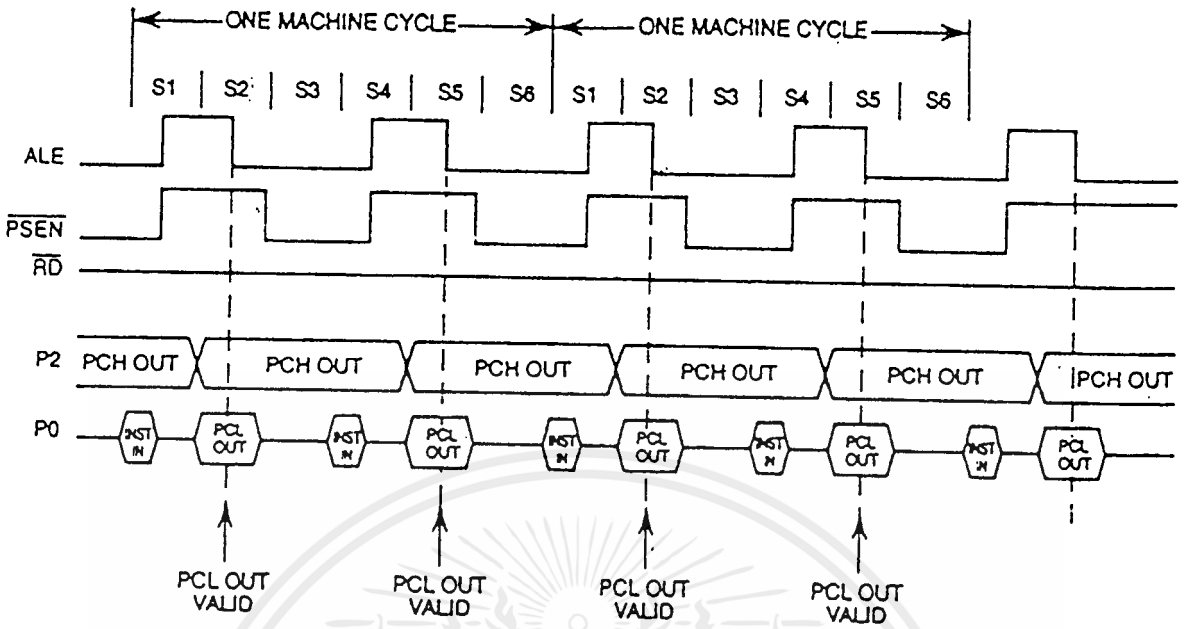 ONE MACHINE CYCLE ONE MACHINE CYCLE
S1 S2 S3 S4 S5 S6 S1 S2 S3 S4 S5 S6
ALE
PSEN
RD
P2 PCH OUT PCH OUT PCH OUT PCH OUT PCH OUT PCH OUT
P0 INST IN PCL OUT INST IN PCL OUT INST IN PCL OUT INST IN PCL OUT INST IN PCL OUT
PCL OUT VALID PCL OUT VALID PCL OUT VALID PCL OUT VALID